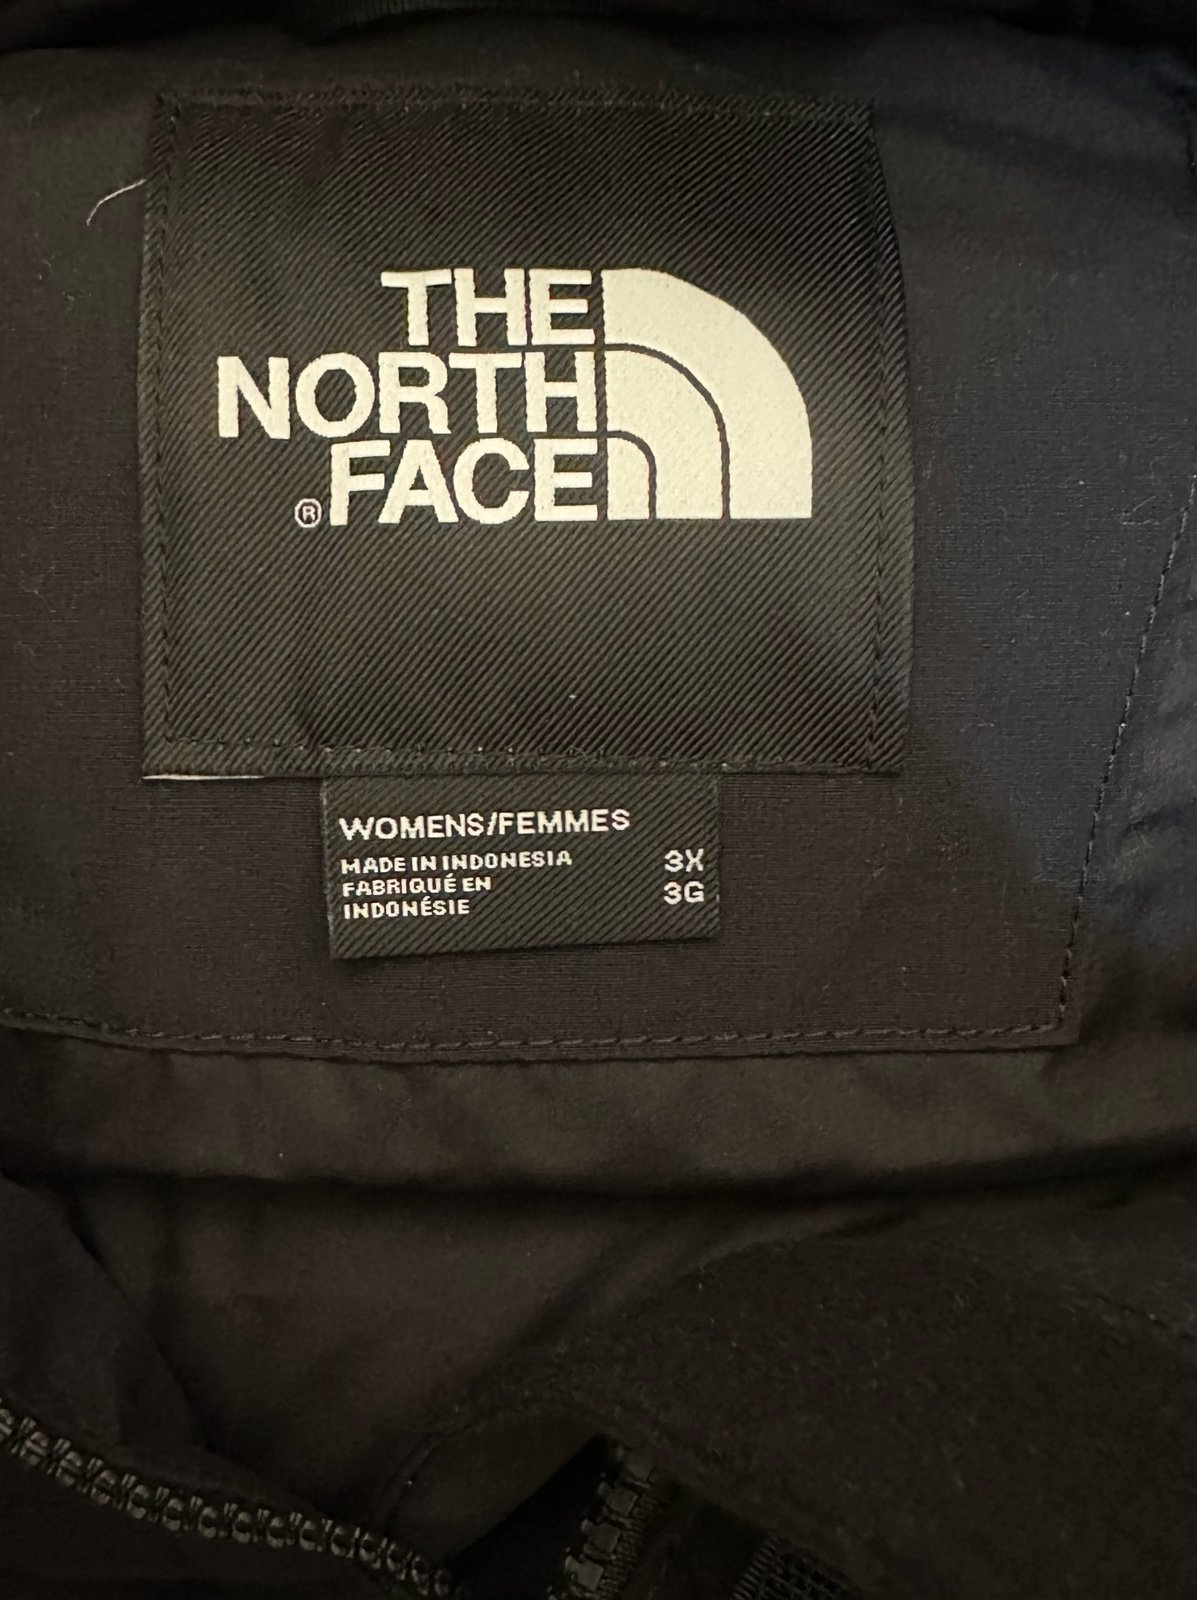 THE
NORTH
® FACE
WOMENS/FEMMES
MADE IN INDONESIA 3X
FABRIQUÉ EN 3G
INDONÉSIE